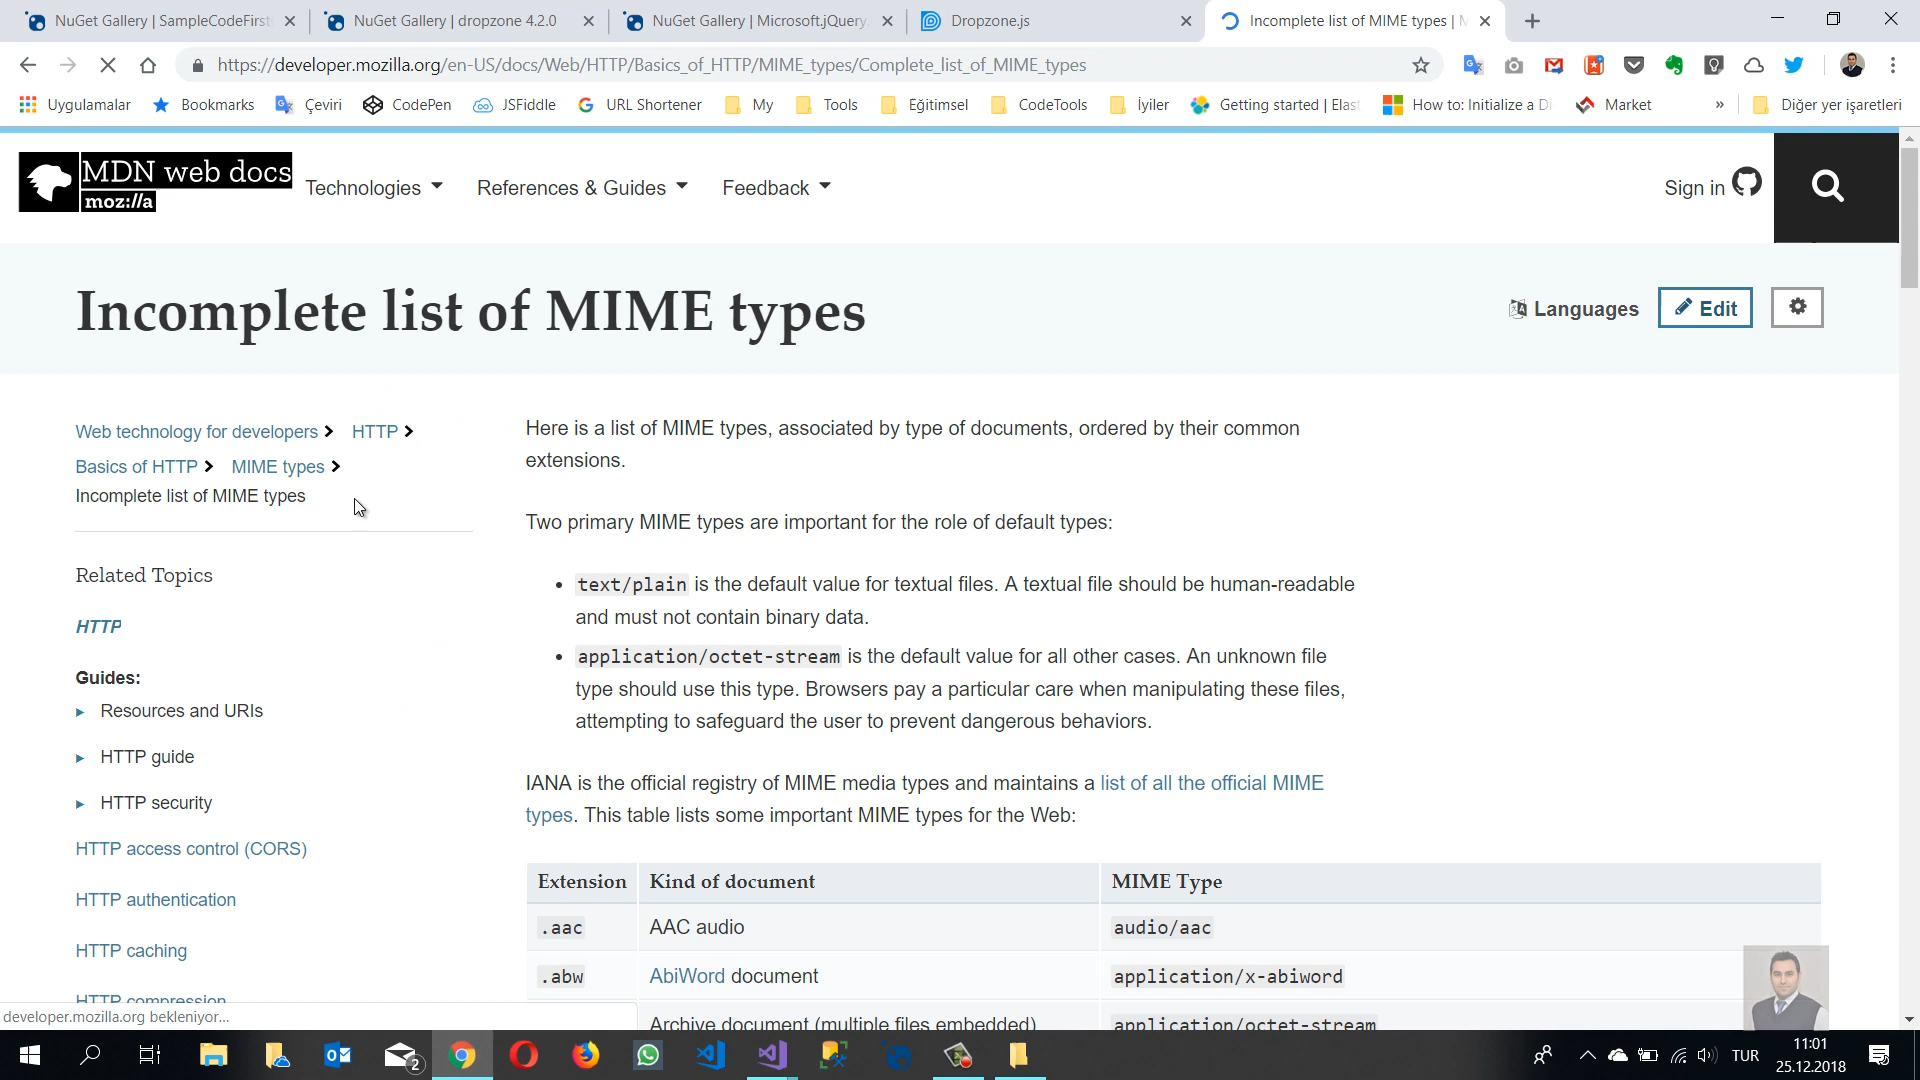 NuGet Gallery | SampleCodeFirst
NuGet Gallery | dropzone 4.2.0
NuGet Gallery | Microsoft.jQuery.
Dropzone.js
Incomplete list of MIME types |
https://developer.mozilla.org/en-US/docs/Web/HTTP/Basics_of_HTTP/MIME_types/Complete_list_of_MIME_types
Uygulamalar
Bookmarks
Çeviri
CodePen
JSFiddle
URL Shortener
My
Tools
Eğitimsel
CodeTools
İyiler
Getting started | Elast
How to: Initialize a D
Market
»
Diğer yer işaretleri
MDN web docs
moz://a
Technologies
References & Guides
Feedback
Sign in
Incomplete list of MIME types
Languages
Edit
Web technology for developers
HTTP
Basics of HTTP
MIME types
Incomplete list of MIME types
Related Topics
HTTP
Guides:
Resources and URIs
HTTP guide
HTTP security
HTTP access control (CORS)
HTTP authentication
HTTP caching
HTTP compression
Here is a list of MIME types, associated by type of documents, ordered by their common
extensions.
Two primary MIME types are important for the role of default types:
• text/plain is the default value for textual files. A textual file should be human-readable
and must not contain binary data.
• application/octet-stream is the default value for all other cases. An unknown file
type should use this type. Browsers pay a particular care when manipulating these files,
attempting to safeguard the user to prevent dangerous behaviors.
IANA is the official registry of MIME media types and maintains a list of all the official MIME
types. This table lists some important MIME types for the Web:
Extension Kind of document MIME Type
.aac AAC audio audio/aac
.abw AbiWord document application/x-abiword
Archive document (multiple files embedded) application/octet-stream
developer.mozilla.org bekleniyor...
2
TUR
11:01
25.12.2018